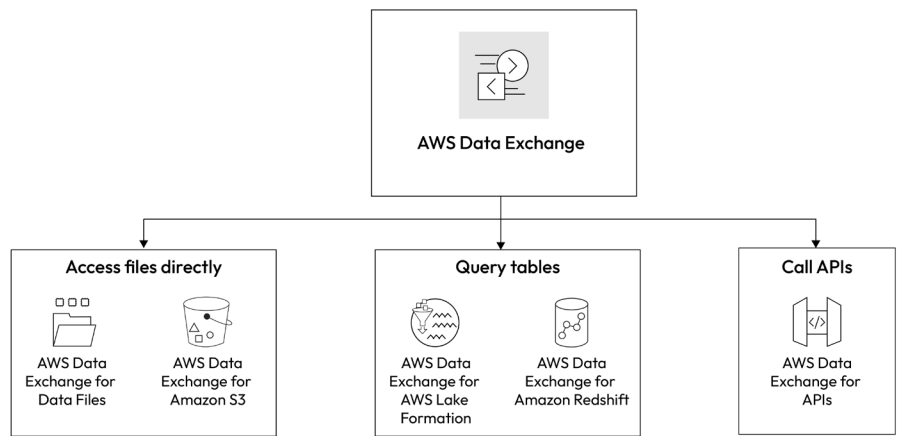 AWS Data Exchange
Access files directly
AWS Data
Exchange for
Data Files
AWS Data
Exchange for
Amazon S3
Query tables
AWS Data
Exchange for
AWS Lake
Formation
AWS Data
Exchange for
Amazon Redshift
Call APIs
</>
AWS Data
Exchange for
APIs